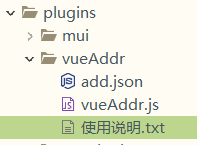 plugins
mui
vueAddr
add.json
vueAddr.js
使用说明.txt